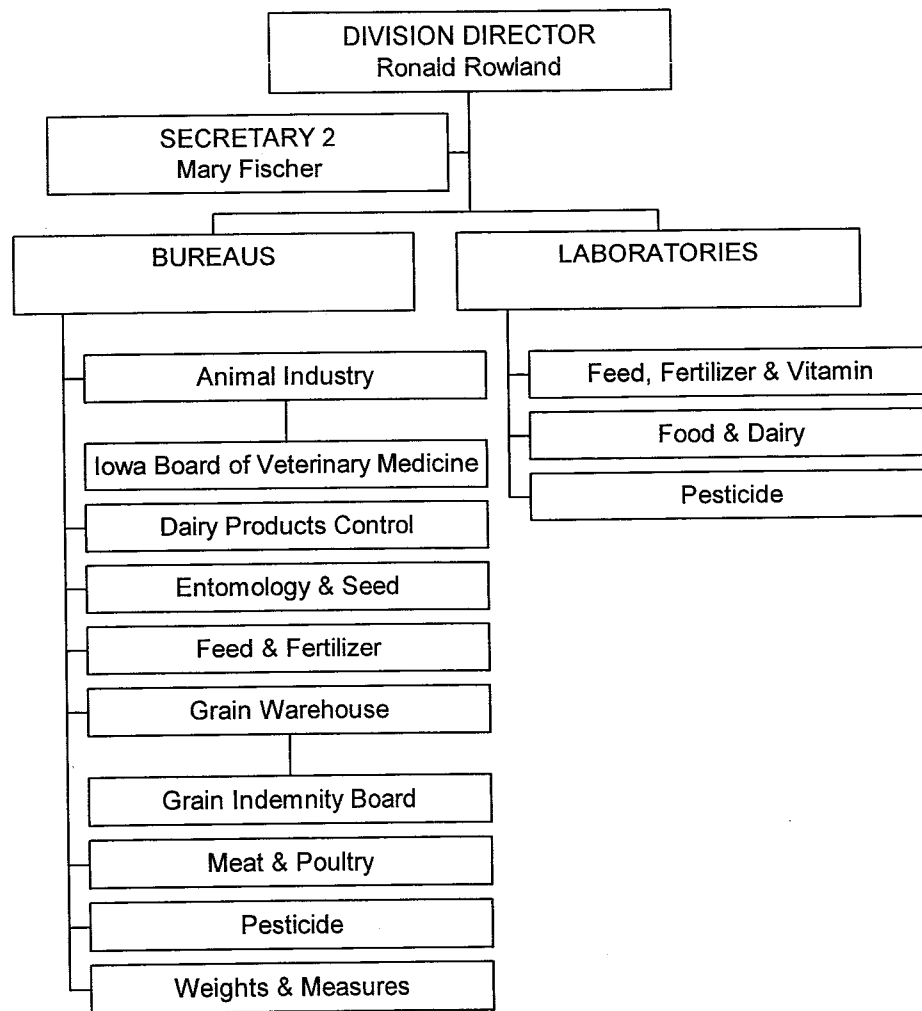 DIVISION DIRECTOR
Ronald Rowland
SECRETARY 2
Mary Fischer
BUREAUS
LABORATORIES
Animal Industry
Iowa Board of Veterinary Medicine
Dairy Products Control
Entomology & Seed
Feed & Fertilizer
Grain Warehouse
Grain Indemnity Board
Meat & Poultry
Pesticide
Weights & Measures
Feed, Fertilizer & Vitamin
Food & Dairy
Pesticide